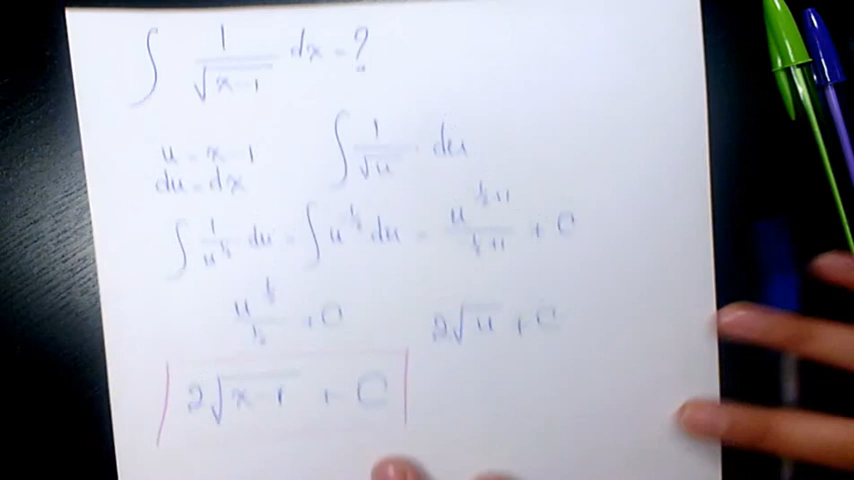 ∫ 1/√(x-1) dx = ?
u = x-1 ∫ 1/√u du
du = dx
∫ 1/u^½ du = ∫ u^-½ du = u^(-½+1)/(-½+1) + C
u^½/½ + C 2√u + C
2√(x-1) + C